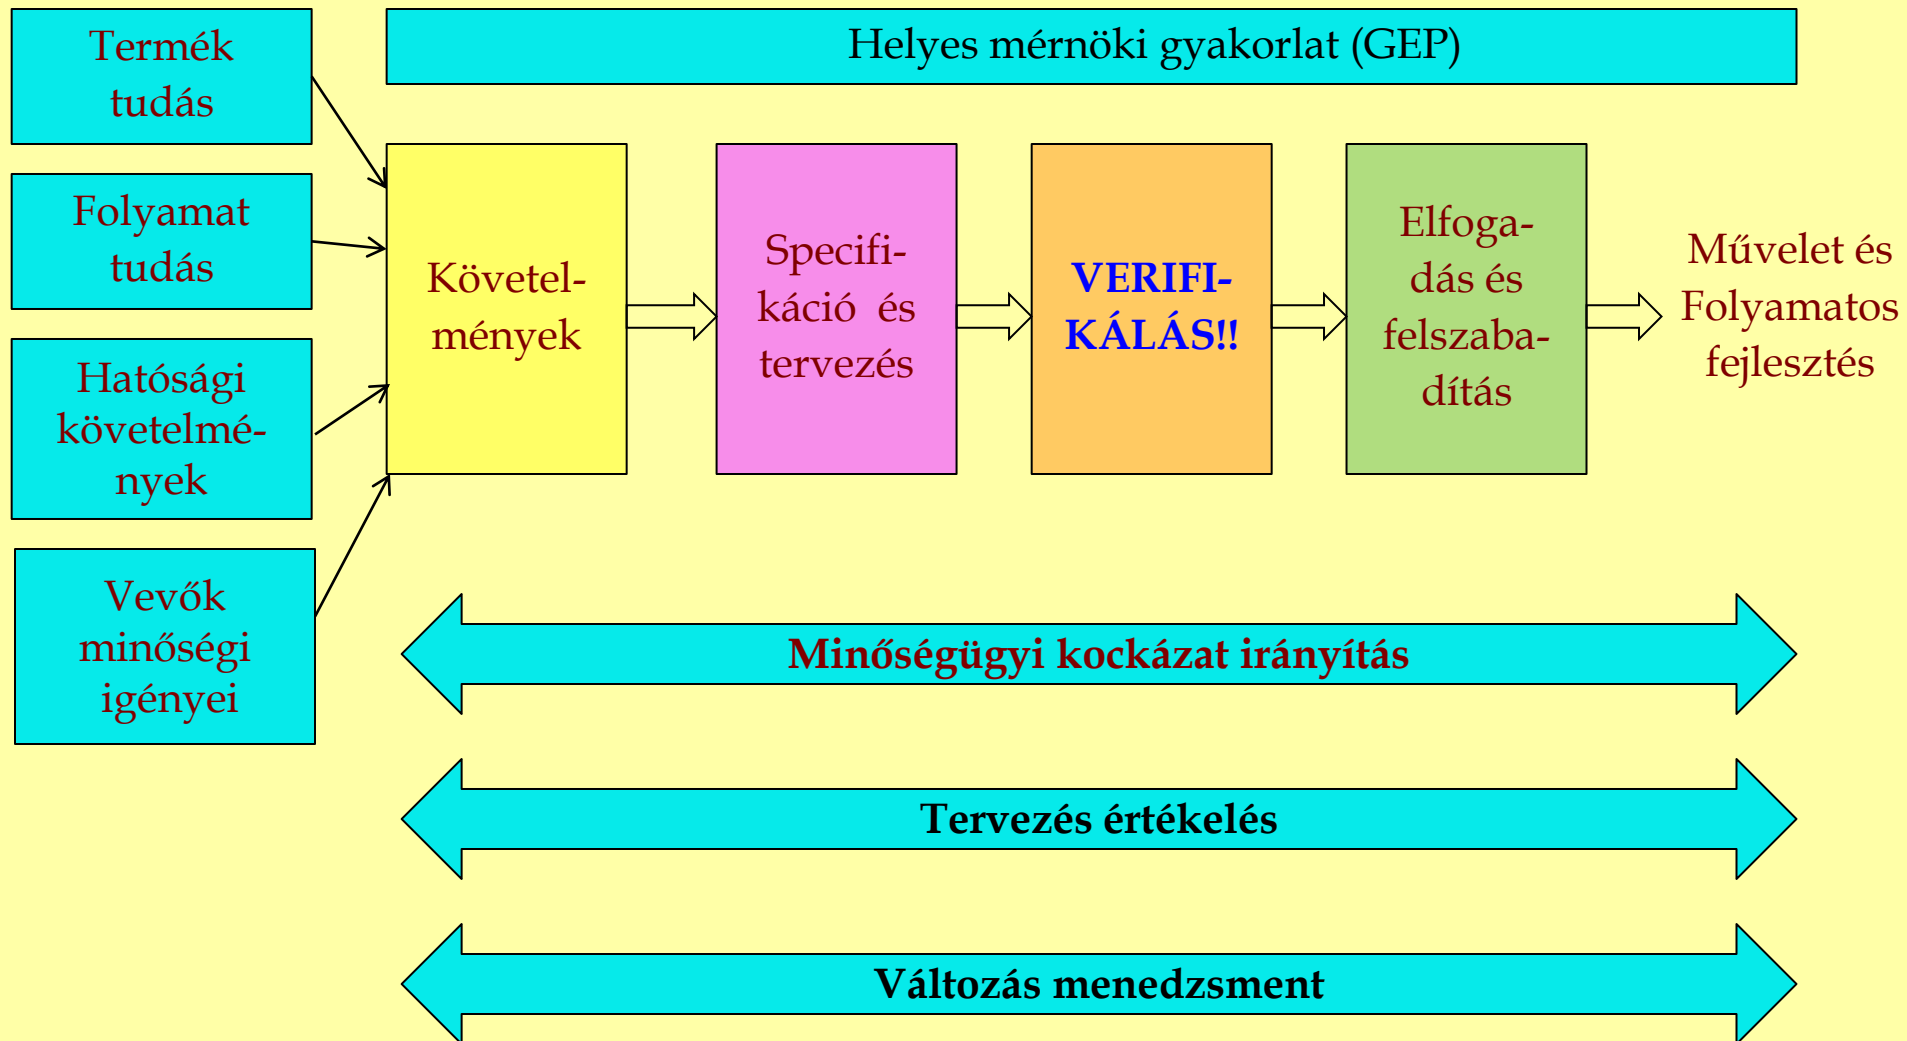 Termék
tudás
Helyes mérnöki gyakorlat (GEP)
Folyamat
tudás
Hatósági
követelmé-
nyek
Vevők
minőségi
igényei
Követel-
mények
Specifi-
káció és
tervezés
VERIFI-
KÁLÁS!!
Elfoga-
dás és
felszaba-
dítás
Művelet és
Folyamatos
fejlesztés
Minőségügyi kockázat irányítás
Tervezés értékelés
Változás menedzsment